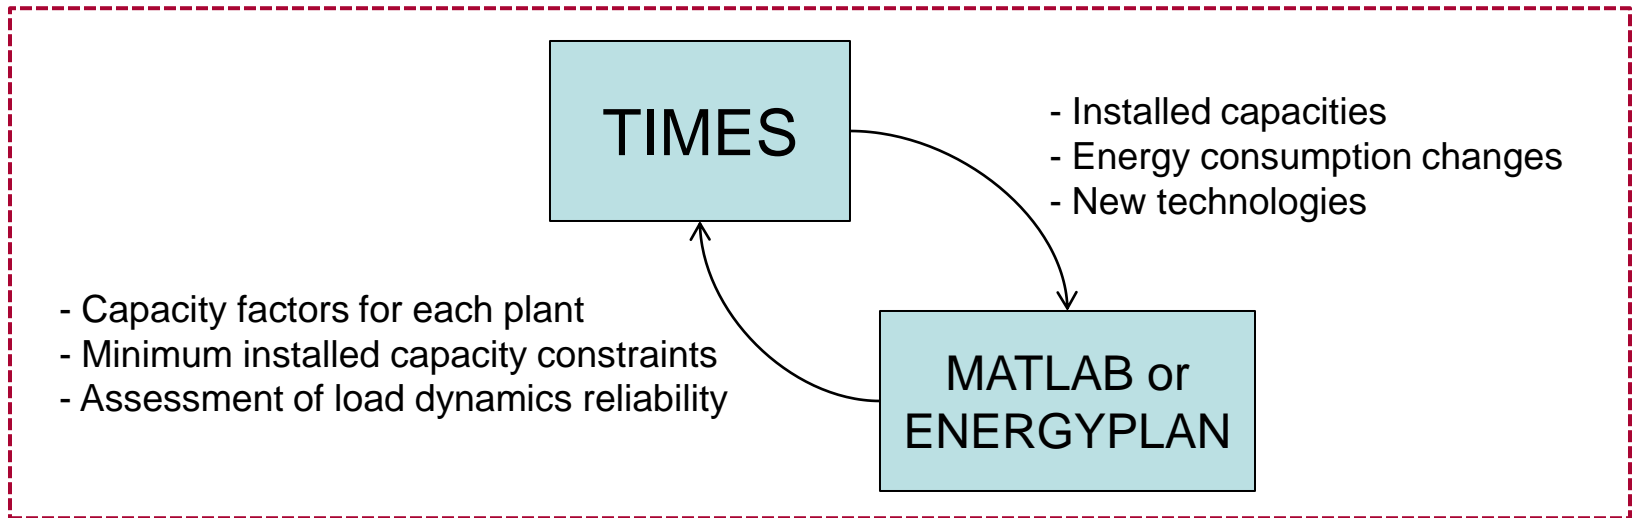 TIMES
- Installed capacities
- Energy consumption changes
- New technologies
- Capacity factors for each plant
- Minimum installed capacity constraints
- Assessment of load dynamics reliability
MATLAB or
ENERGYPLAN